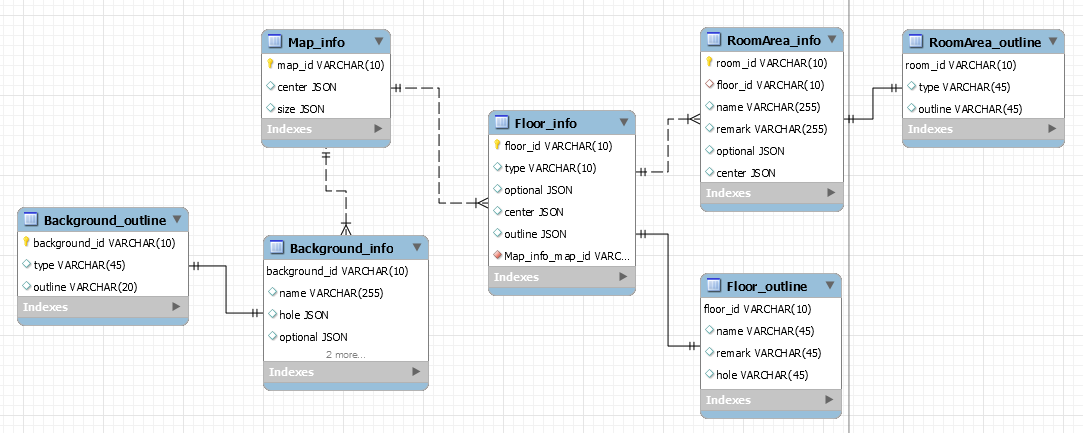 Map_info
map_id VARCHAR(10)
center JSON
size JSON
Indexes
Background_outline
background_id VARCHAR(10)
type VARCHAR(45)
outline VARCHAR(20)
Indexes
Background_info
background_id VARCHAR(10)
name VARCHAR(255)
hole JSON
optional JSON
2 more...
Indexes
Floor_info
floor_id VARCHAR(10)
type VARCHAR(10)
optional JSON
center JSON
outline JSON
Map_info_map_id VARC...
Indexes
RoomArea_info
room_id VARCHAR(10)
floor_id VARCHAR(10)
name VARCHAR(255)
remark VARCHAR(255)
optional JSON
center JSON
Indexes
RoomArea_outline
room_id VARCHAR(10)
type VARCHAR(45)
outline VARCHAR(45)
Indexes
Floor_outline
floor_id VARCHAR(10)
name VARCHAR(45)
remark VARCHAR(45)
hole VARCHAR(45)
Indexes